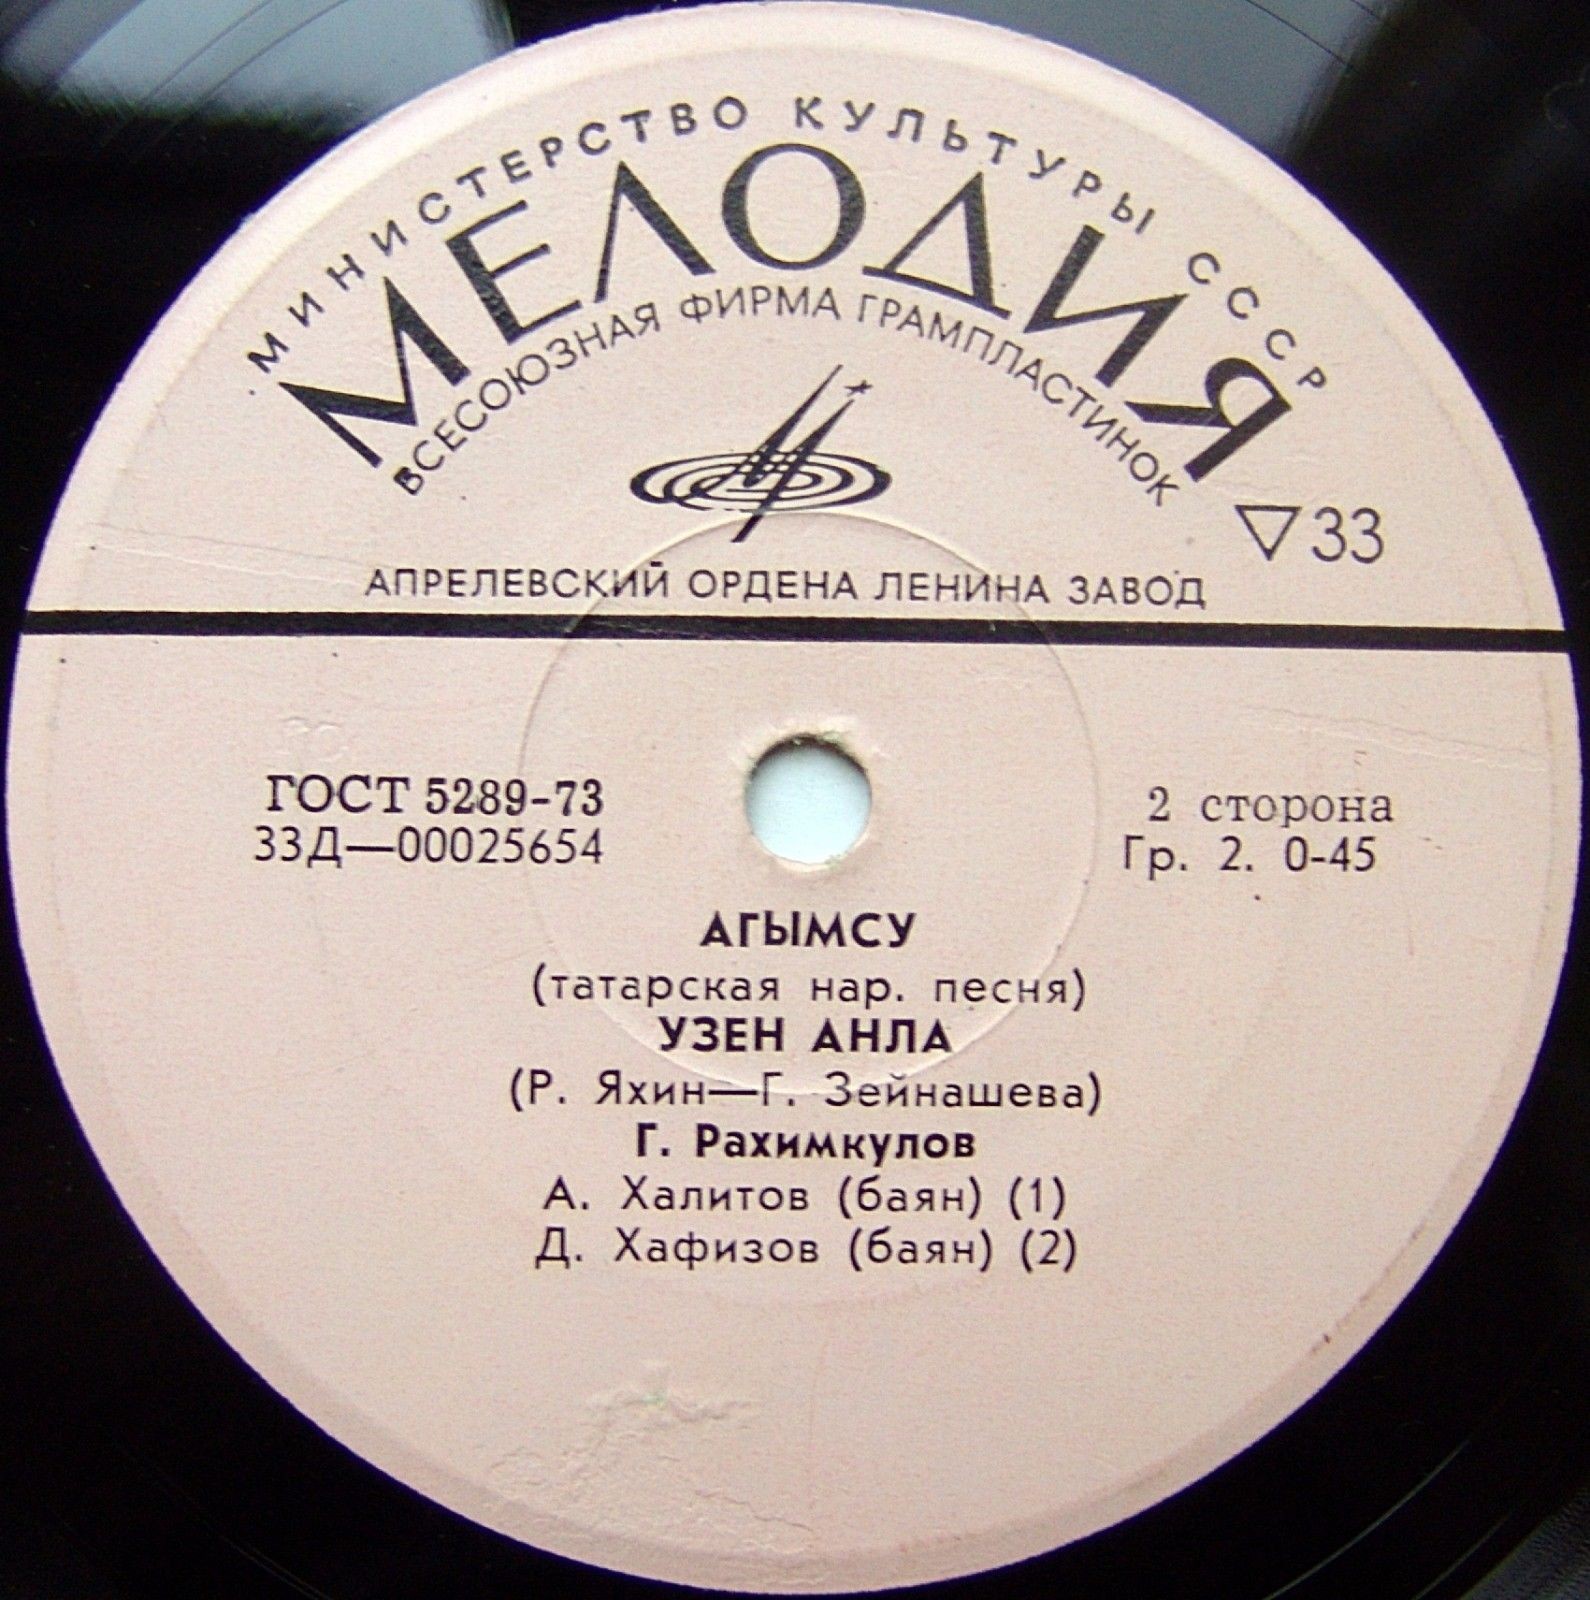 МИНИСТЕРСТВО КУЛЬТУРЫ СССР
МЕЛОДИЯ
ВСЕСОЮЗНАЯ ФИРМА ГРАМПЛАСТИНОК
▽33
АПРЕЛЕВСКИЙ ОРДЕНА ЛЕНИНА ЗАВОД
ГОСТ 5289-73
33Д—00025654
2 сторона
Гр. 2. 0-45
АГЫМСУ
(татарская нар. песня)
УЗЕН АНЛА
(Р. Яхин—Г. Зейнашева)
Г. Рахимкулов
А. Халитов (баян) (1)
Д. Хафизов (баян) (2)